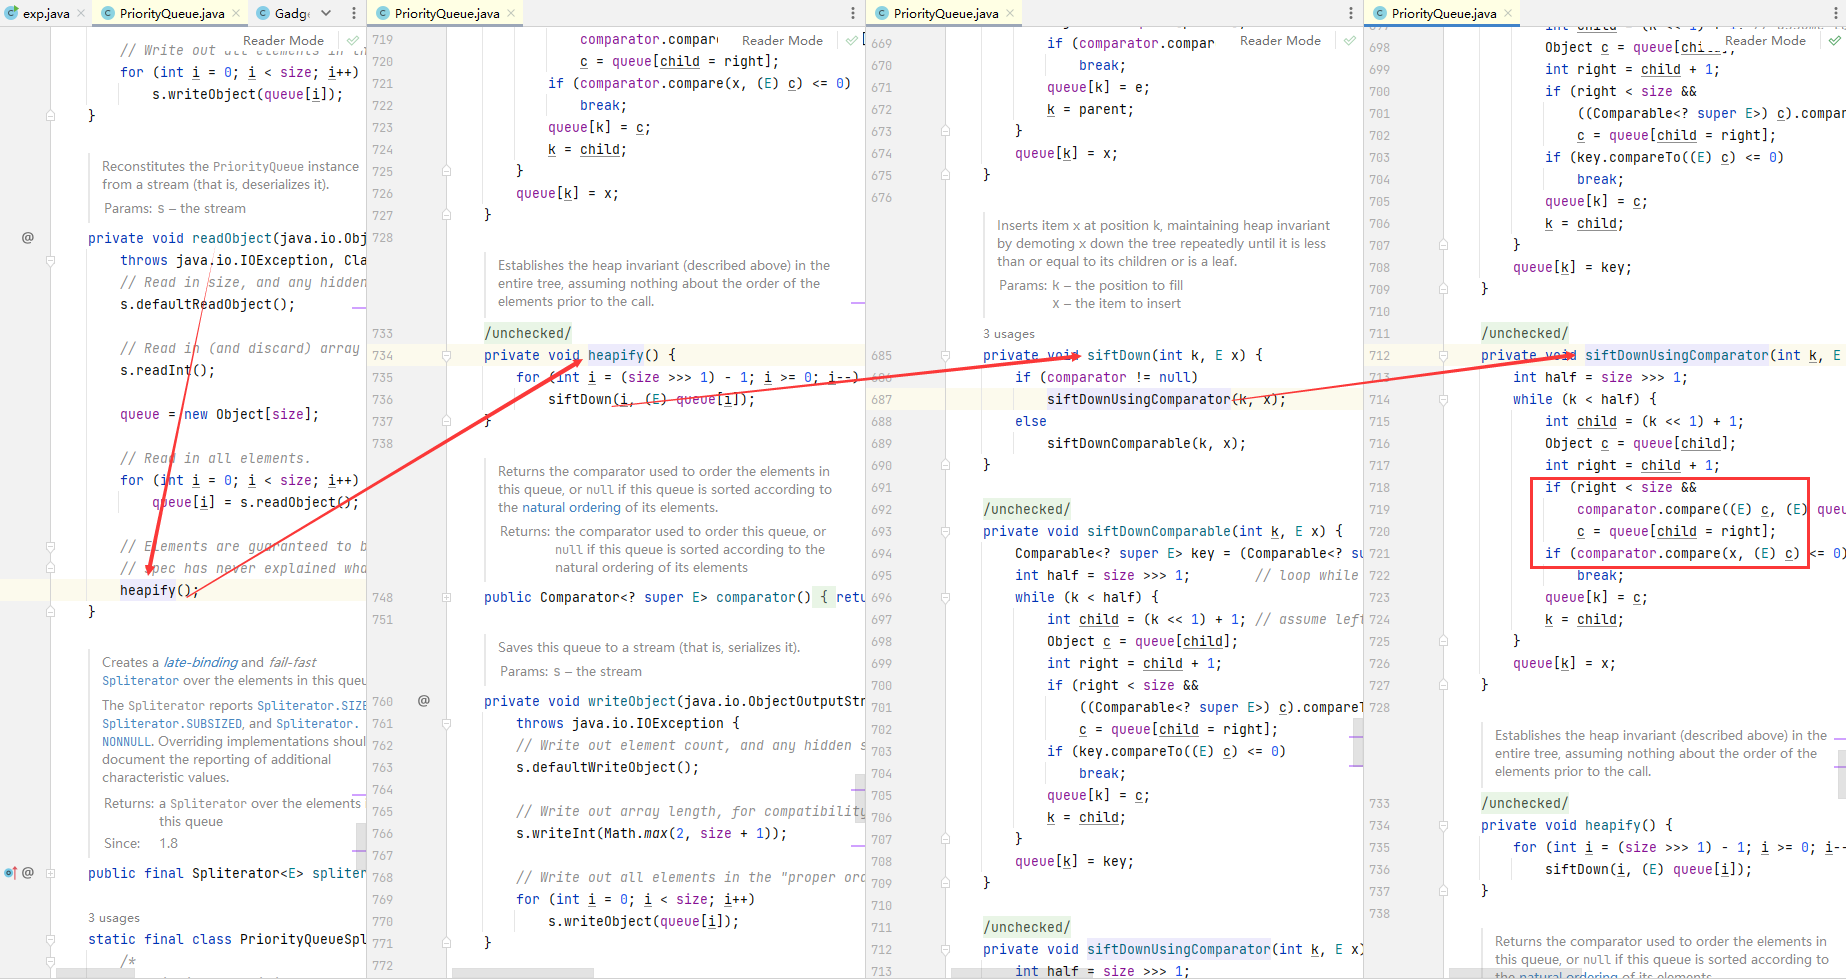 exp.java
PriorityQueue.java
Gadg
// Write out all elements in th
Reader Mode
for (int i = 0; i < size; i++)
s.writeObject(queue[i]);
}
Reconstitutes the PriorityQueue instance
from a stream (that is, deserializes it).
Params: s – the stream
private void readObject(java.io.Obj
throws java.io.IOException, Cla
// Read in size, and any hidden
s.defaultReadObject();
// Read in (and discard) array
s.readInt();
queue = new Object[size];
// Read in all elements.
for (int i = 0; i < size; i++)
queue[i] = s.readObject();
// Elements are guaranteed to b
// spec has never explained wha
heapify();
}
Creates a late-binding and fail-fast
Spliterator over the elements in this queu
The Spliterator reports Spliterator.SIZE
Spliterator.SUBSIZED, and Spliterator.
NONNULL. Overriding implementations shoul
document the reporting of additional
characteristic values.
Returns: a Spliterator over the elements
this queue
Since: 1.8
public final Spliterator<E> spliter
3 usages
static final class PriorityQueueSpl
/*
PriorityQueue.java
719 comparator.compare
Reader Mode
720 c = queue[child = right];
721 if (comparator.compare(x, (E) c) <= 0)
722 break;
723 queue[k] = c;
724 k = child;
725 }
726 queue[k] = x;
727 }
728
Establishes the heap invariant (described above) in the
entire tree, assuming nothing about the order of the
elements prior to the call.
733 /unchecked/
734 private void heapify() {
735 for (int i = (size >>> 1) - 1; i >= 0; i--)
736 siftDown(i, (E) queue[i]);
737 }
738
Returns the comparator used to order the elements in
this queue, or null if this queue is sorted according to
the natural ordering of its elements.
Returns: the comparator used to order this queue, or
null if this queue is sorted according to the
natural ordering of its elements
748 public Comparator<? super E> comparator() { retu
751
Saves this queue to a stream (that is, serializes it).
Params: s – the stream
760 private void writeObject(java.io.ObjectOutputStr
761 throws java.io.IOException {
762 // Write out element count, and any hidden s
763 s.defaultWriteObject();
764
765 // Write out array length, for compatibility
766 s.writeInt(Math.max(2, size + 1));
767
768 // Write out all elements in the "proper ord
769 for (int i = 0; i < size; i++)
770 s.writeObject(queue[i]);
771 }
772
PriorityQueue.java
669 if (comparator.compar
Reader Mode
670 break;
671 queue[k] = e;
672 k = parent;
673 }
674 queue[k] = x;
675 }
676
Inserts item x at position k, maintaining heap invariant
by demoting x down the tree repeatedly until it is less
than or equal to its children or is a leaf.
Params: k – the position to fill
x – the item to insert
3 usages
685 private void siftDown(int k, E x) {
686 if (comparator != null)
687 siftDownUsingComparator(k, x);
688 else
689 siftDownComparable(k, x);
690 }
691
692 /unchecked/
693 private void siftDownComparable(int k, E x) {
694 Comparable<? super E> key = (Comparable<? su
695 int half = size >>> 1; // loop while
696 while (k < half) {
697 int child = (k << 1) + 1; // assume left
698 Object c = queue[child];
699 int right = child + 1;
700 if (right < size &&
701 ((Comparable<? super E>) c).compareT
702 c = queue[child = right];
703 if (key.compareTo((E) c) <= 0)
704 break;
705 queue[k] = c;
706 k = child;
707 }
708 queue[k] = key;
709 }
710
711 /unchecked/
712 private void siftDownUsingComparator(int k, E x)
713 int half = size >>> 1;
PriorityQueue.java
Reader Mode
698 Object c = queue[chi
699 int right = child + 1;
700 if (right < size &&
701 ((Comparable<? super E>) c).compar
702 c = queue[child = right];
703 if (key.compareTo((E) c) <= 0)
704 break;
705 queue[k] = c;
706 k = child;
707 }
708 queue[k] = key;
709 }
710
711 /unchecked/
712 private void siftDownUsingComparator(int k, E
713 int half = size >>> 1;
714 while (k < half) {
715 int child = (k << 1) + 1;
716 Object c = queue[child];
717 int right = child + 1;
718 if (right < size &&
719 comparator.compare((E) c, (E) queu
720 c = queue[child = right];
721 if (comparator.compare(x, (E) c) <= 0)
722 break;
723 queue[k] = c;
724 k = child;
725 }
726 queue[k] = x;
727 }
728
Establishes the heap invariant (described above) in the
entire tree, assuming nothing about the order of the
elements prior to the call.
733 /unchecked/
734 private void heapify() {
735 for (int i = (size >>> 1) - 1; i >= 0; i--
736 siftDown(i, (E) queue[i]);
737 }
738
Returns the comparator used to order the elements in
this queue, or null if this queue is sorted according to
the natural ordering of its elements.